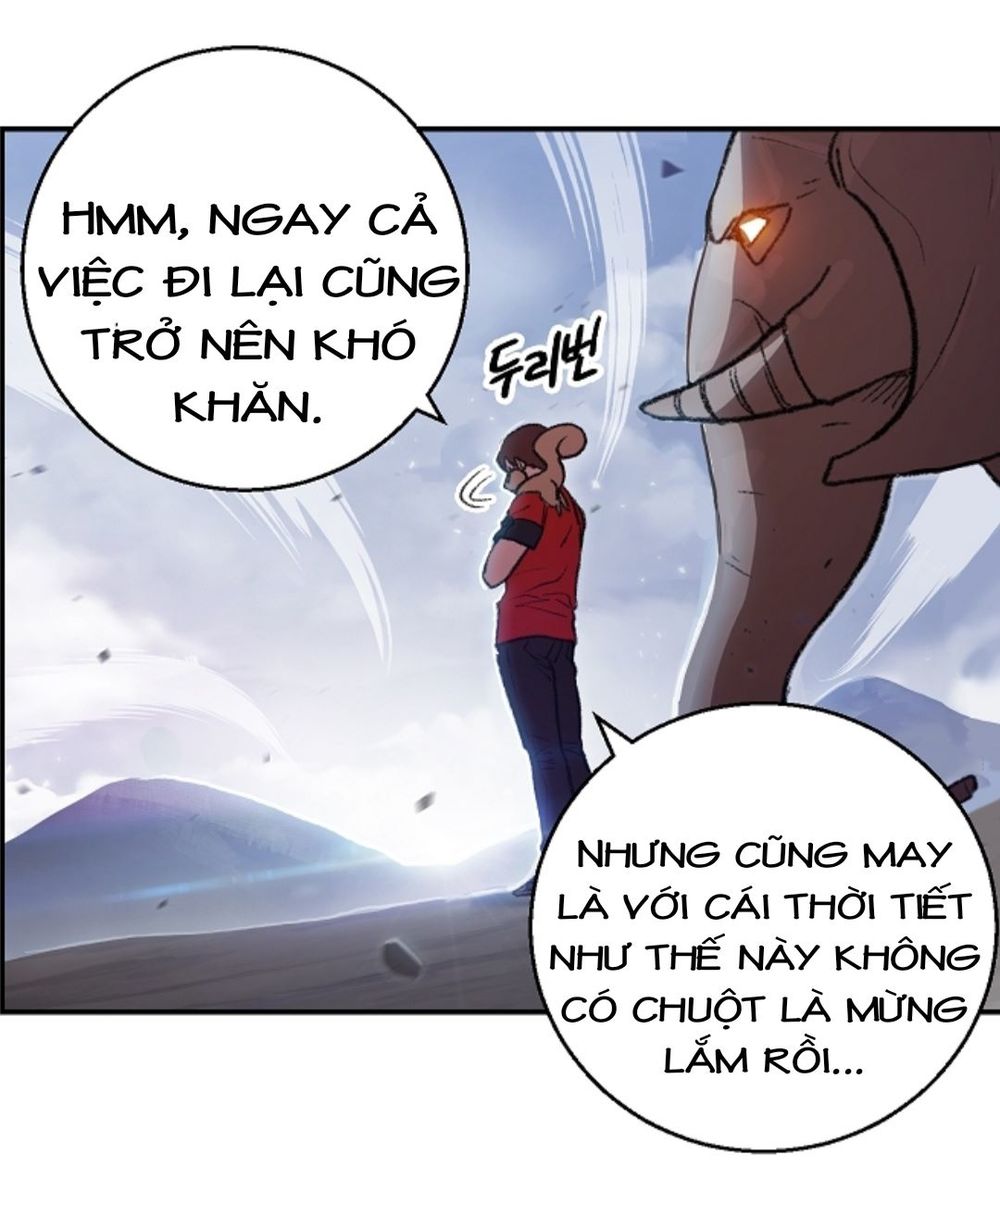 HMM, NGAY CẢ
VIỆC ĐI LẠI CŨNG
TRỞ NÊN KHÓ
KHĂN.
두리번
NHƯNG CŨNG MAY
LÀ VỚI CÁI THỜI TIẾT
NHƯ THẾ NÀY KHÔNG
CÓ CHUỘT LÀ MỪNG
LẮM RỒI...